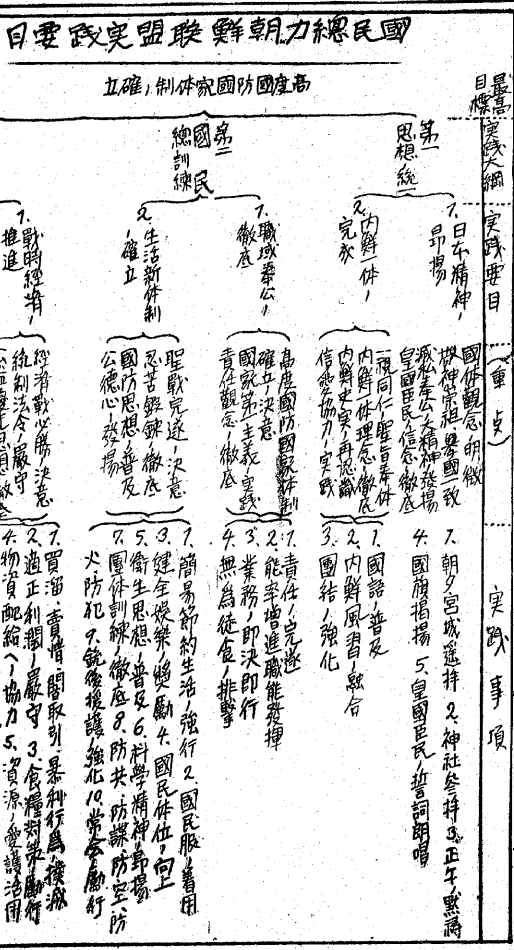 國民總力朝鮮聯盟実践要目
最高目標
高度國防國家体制ノ確立
実践大綱
第一 思想統一
第二 國民總訓練
実践要目
1. 日本精神ノ昂揚
2. 内鮮一体ノ完成
1. 職域奉公ノ徹底
2. 生活新体制ノ確立
1. 戰時経済ノ推進
(重点)
國体観念ノ明徴
敬神崇祖、挙國一致
滅私奉公ノ大精神発揚
皇國臣民ノ信念徹底
一視同仁ノ聖旨奉体
内鮮一体理念ノ徹底
内鮮史実ノ再認識
信愛協力ノ実践
高度國防國家体制
確立ノ決意
國家第一主義ノ実践
責任観念ノ徹底
聖戰完遂ノ決意
忍苦鍛錬ノ徹底
國防思想ノ普及
公徳心ノ発揚
経済戰必勝ノ決意
統制法令ノ厳守
実践事項
1. 朝夕宮城遥拝 2. 神社参拝 3. 正午ノ默祷
4. 國旗掲揚 5. 皇國臣民ノ誓詞朗唱
1. 國語ノ普及
2. 内鮮風習ノ融合
3. 團結ノ強化
1. 責任ノ完遂
2. 能率増進職能発揮
3. 業務ノ即決即行
4. 無為徒食ノ排撃
1. 簡易節約生活ノ強行 2. 國民服ノ着用
3. 健全娯楽ノ奨勵 4. 國民体位ノ向上
5. 衛生思想ノ普及 6. 科學精神ノ昂揚
7. 團体訓練ノ徹底 8. 防共、防諜、防空、防
火、防犯 9. 銃後援護ノ強化 10. 常会ノ勵行
1. 買溜、賣惜、闇取引、暴利行為ノ撲滅
2. 適正利潤ノ厳守 3. 食糧対策ノ勵行
4. 物資配給ヘノ協力 5. 資源ノ愛護活用